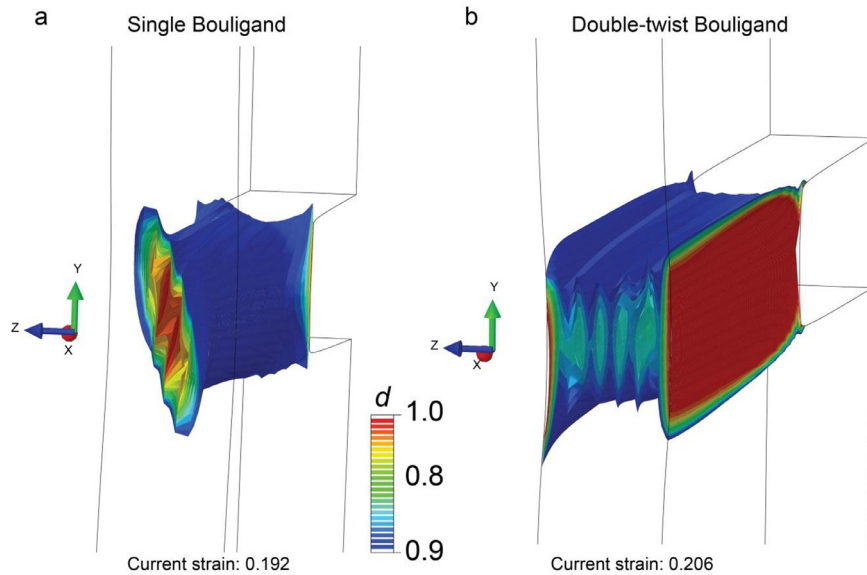 a
Single Bouligand
b
Double-twist Bouligand
Y
Z
X
Y
Z
X
d
1.0
0.8
0.9
Current strain: 0.192
Current strain: 0.206